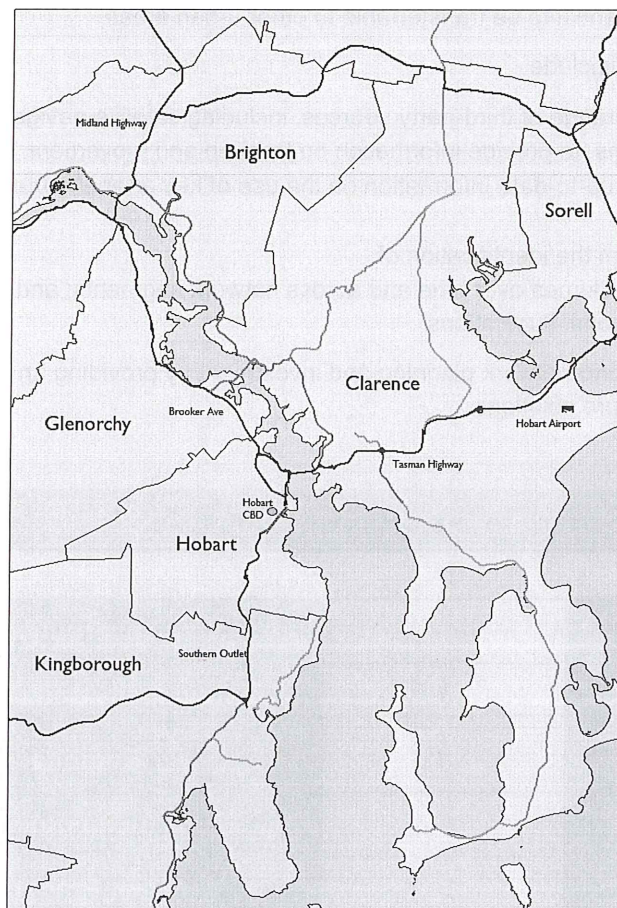 Midland Highway
Brighton
Sorell
Clarence
Glenorchy
Brooker Ave
Hobart Airport
Tasman Highway
Hobart
CBD
Hobart
Southern Outlet
Kingborough